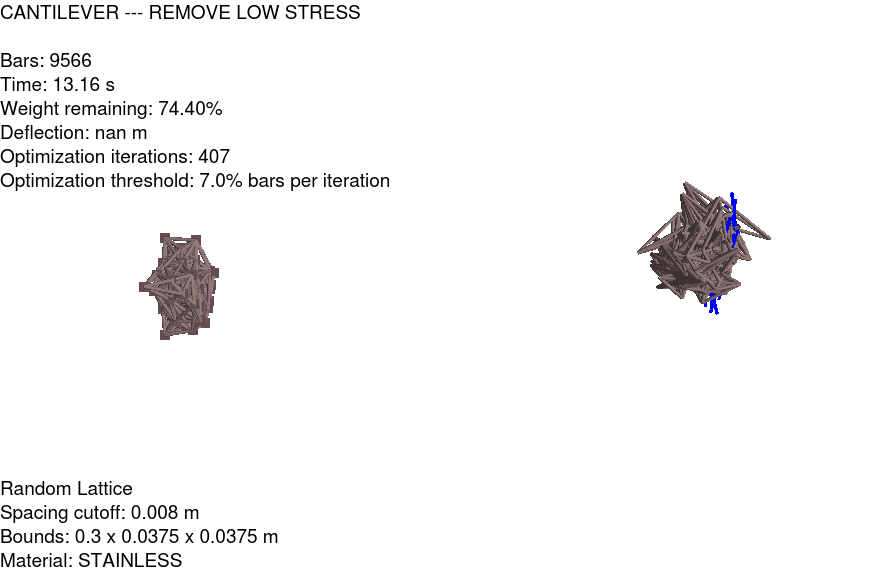 CANTILEVER --- REMOVE LOW STRESS
Bars: 9566
Time: 13.16 s
Weight remaining: 74.40%
Deflection: nan m
Optimization iterations: 407
Optimization threshold: 7.0% bars per iteration
Random Lattice
Spacing cutoff: 0.008 m
Bounds: 0.3 x 0.0375 x 0.0375 m
Material: STAINLESS